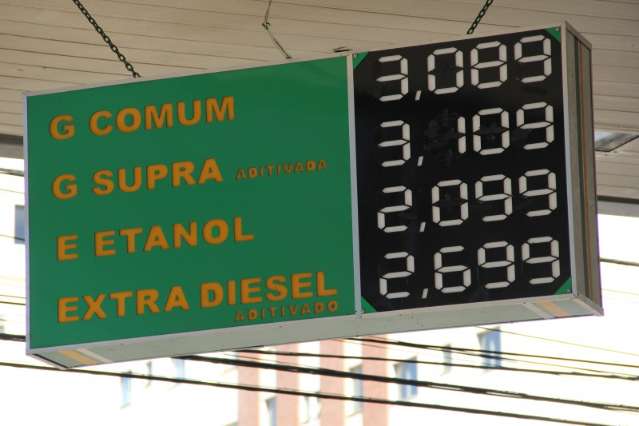 G COMUM 3,089
G SUPRA ADITIVADA 3,109
E ETANOL 2,099
EXTRA DIESEL 2,699
ADITIVADO